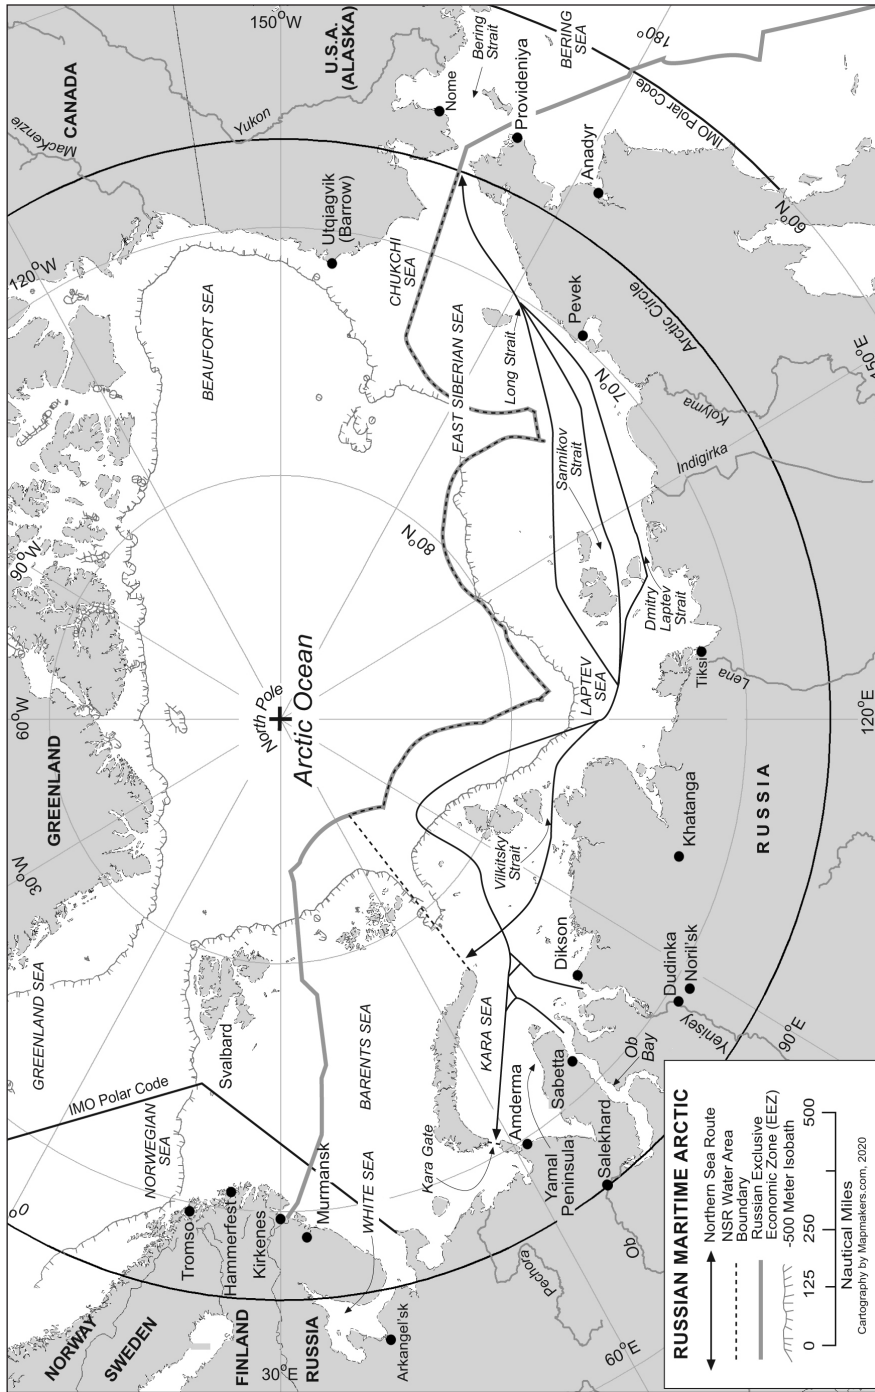 150°W
U.S.A.
(ALASKA)
Bering
Strait
BERING
SEA
180°
CANADA
MacKenzie
Yukon
Nome
Provideniya
IMO Polar Code
Anadyr
60°N
120°W
Utqiagvik
(Barrow)
CHUKCHI
SEA
Arctic Circle
BEAUFORT SEA
Long Strait
Pevek
70°N
150°E
EAST SIBERIAN SEA
Kolyma
Sannikov
Strait
Indigirka
90°W
80°N
Dmitry
Laptev
Strait
60°W
North Pole
Arctic Ocean
LAPTEV
SEA
Tiksi
Lena
120°E
GREENLAND
RUSSIA
30°W
Vilkitsky
Strait
Khatanga
GREENLAND SEA
Dikson
Dudinka
Noril'sk
Yenisey
90°E
Svalbard
BARENTS SEA
KARA SEA
Ob
Bay
Sabetta
IMO Polar Code
NORWEGIAN
SEA
Kara Gate
Amderma
Yamal
Peninsula
Salekhard
0°
Tromso
Hammerfest
Kirkenes
Murmansk
WHITE SEA
Ob
Pechora
NORWAY
SWEDEN
FINLAND
RUSSIA
30°E
Arkangel'sk
60°E
RUSSIAN MARITIME ARCTIC
Northern Sea Route
NSR Water Area
Boundary
Russian Exclusive
Economic Zone (EEZ)
-500 Meter Isobath
0 125 250 500
Nautical Miles
Cartography by Mapmakers.com, 2020